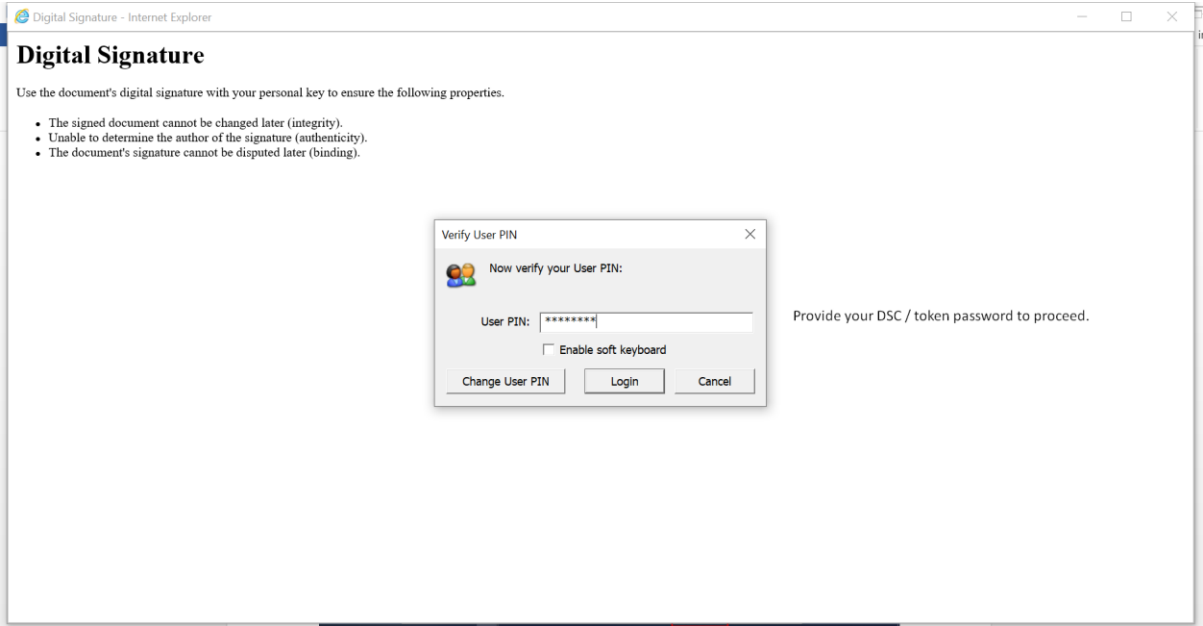 Digital Signature - Internet Explorer
Digital Signature
Use the document's digital signature with your personal key to ensure the following properties.
• The signed document cannot be changed later (integrity).
• Unable to determine the author of the signature (authenticity).
• The document's signature cannot be disputed later (binding).
Verify User PIN
Now verify your User PIN:
User PIN: ********
Enable soft keyboard
Change User PIN Login Cancel
Provide your DSC / token password to proceed.